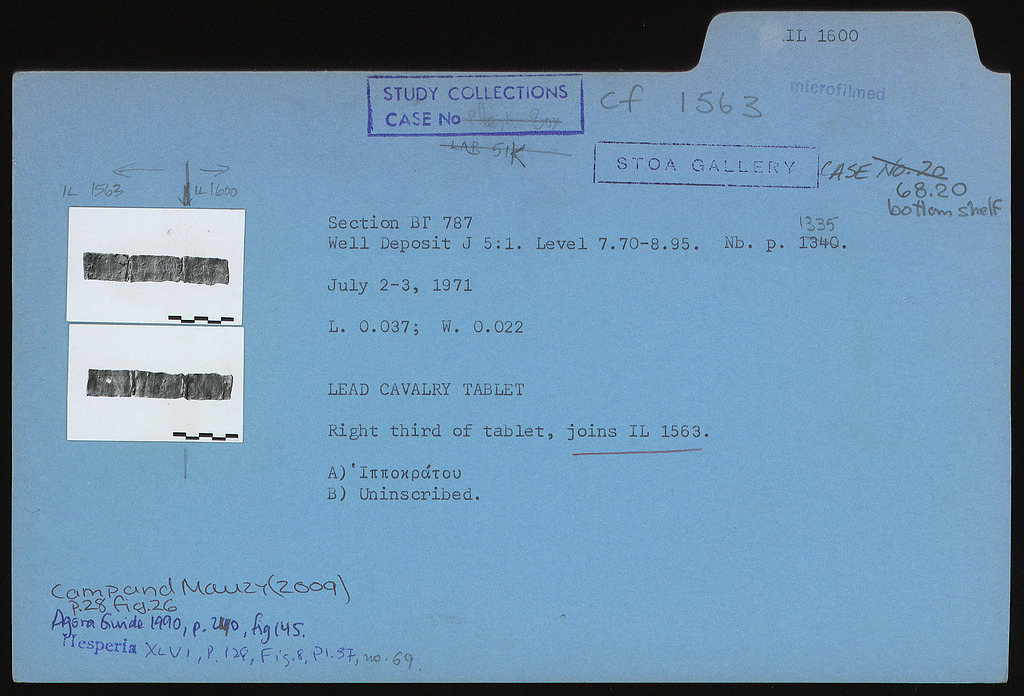 IL 1600
microfilmed
STUDY COLLECTIONS
CASE No
LAB 51K
cf 1563
STOA GALLERY
CASE No. 20
68.20
bottom shelf
IL 1563
IL 1600
Section ΒΓ 787
1335
Well Deposit J 5:1. Level 7.70-8.95. Nb. p. 1340.
July 2-3, 1971
L. 0.037; W. 0.022
LEAD CAVALRY TABLET
Right third of tablet, joins IL 1563.
A) Ἱπποκράτου
B) Uninscribed.
Camp and Mauzy (2009)
p.28 fig.26
Agora Guide 1990, p. 240, fig 145.
Hesperia XLVI, P. 128, Fig.8, Pl.37, no. 69.